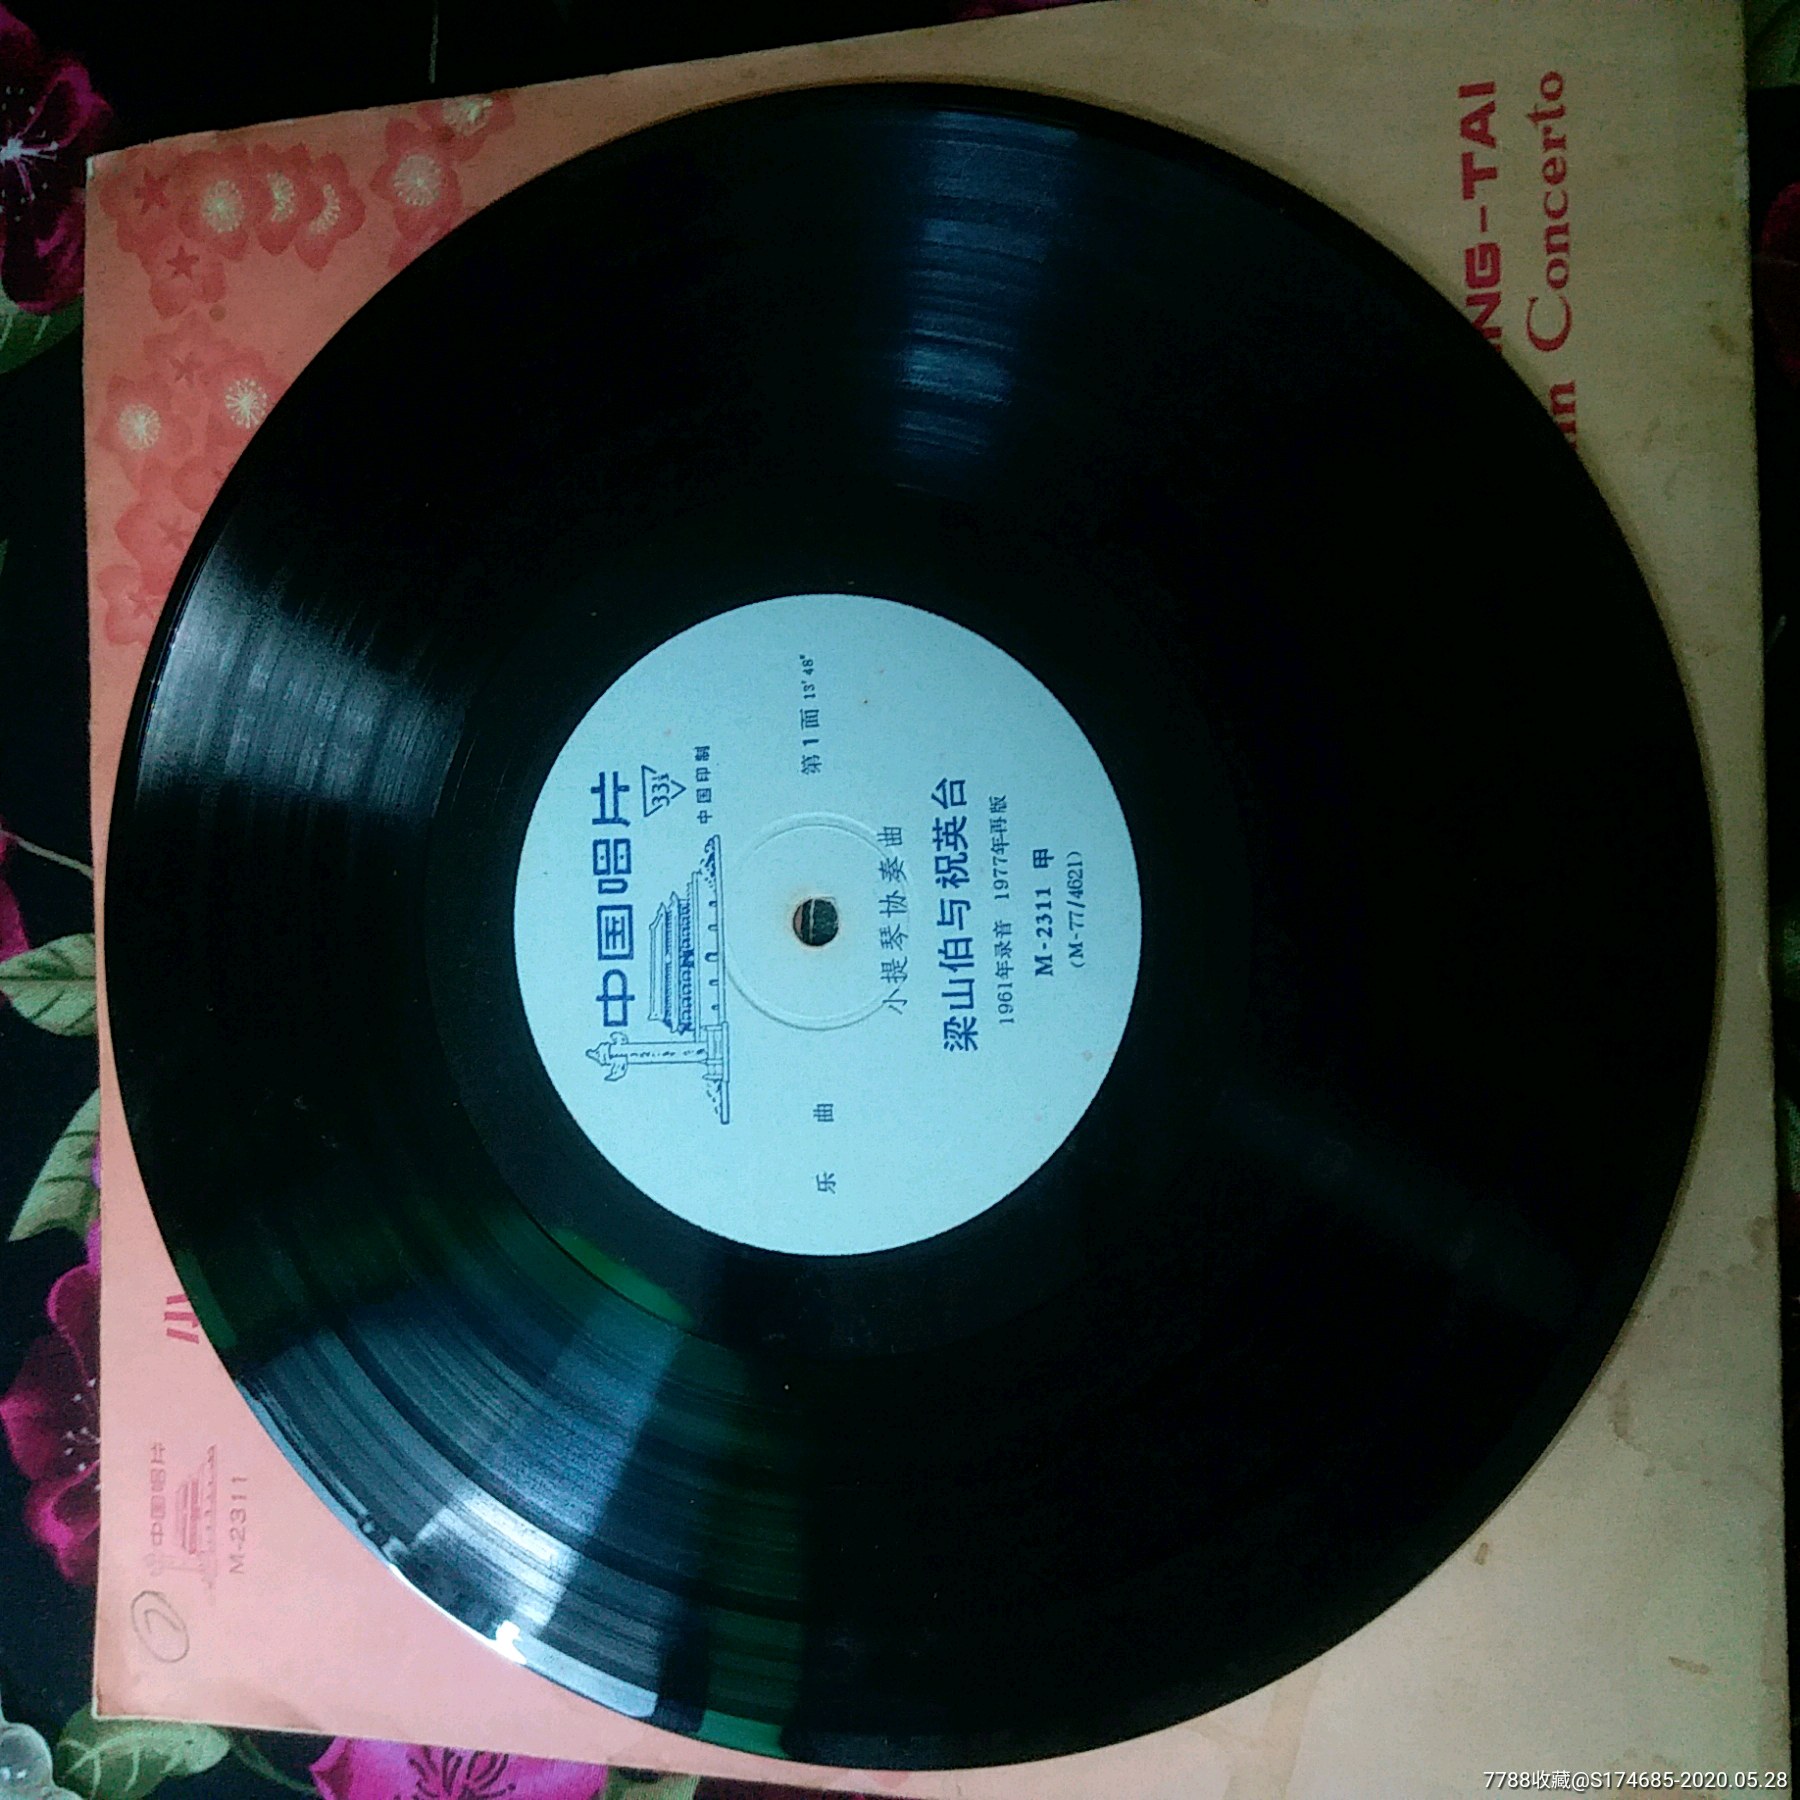 中国唱片
33⅓
中国印制
乐 曲
第1面 13′48″
小提琴协奏曲
梁山伯与祝英台
1961年录音 1977年再版
M-2311 甲
(M-77/4621)
中国唱片
M-2311
小
NG-TAI
in Concerto
7788收藏@S174685-2020.05.28